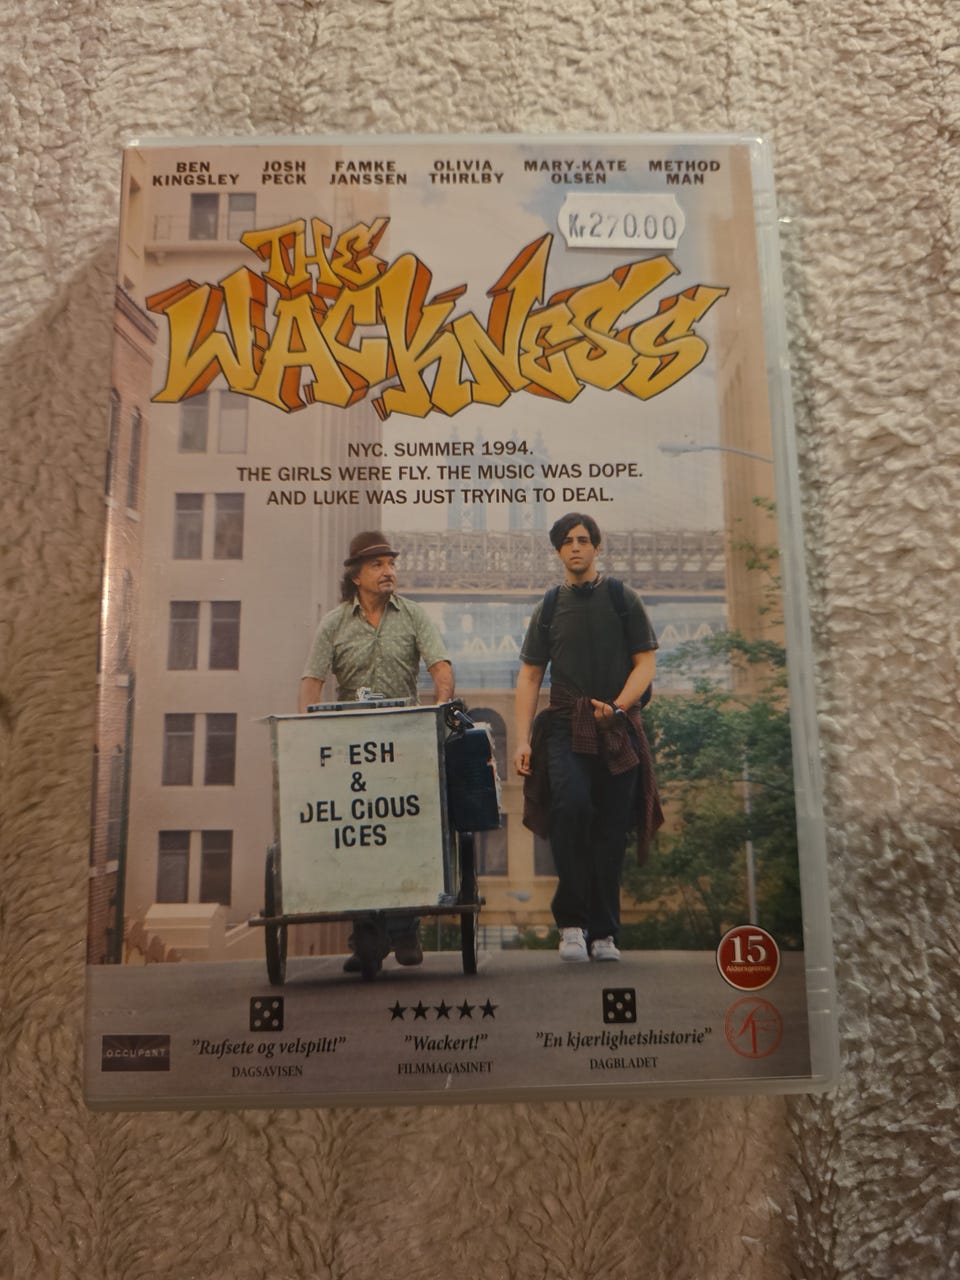 BEN KINGSLEY
JOSH PECK
FAMKE JANSSEN
OLIVIA THIRLBY
MARY-KATE OLSEN
METHOD MAN
Kr270.00
THE
WACKNESS
NYC. SUMMER 1994.
THE GIRLS WERE FLY. THE MUSIC WAS DOPE.
AND LUKE WAS JUST TRYING TO DEAL.
F ESH
&
DEL CIOUS
ICES
15
Aldersgrense
"Rufsete og velspilt!"
DAGSAVISEN
★★★★★
"Wackert!"
FILMMAGASINET
"En kjærlighetshistorie"
DAGBLADET
OCCUPANT